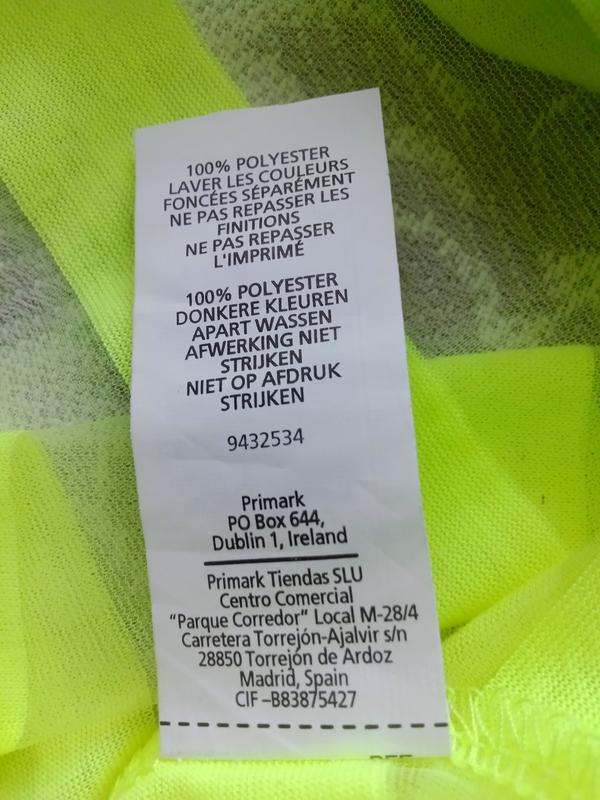 100% POLYESTER
LAVER LES COULEURS
FONCÉES SÉPARÉMENT
NE PAS REPASSER LES
FINITIONS
NE PAS REPASSER
L'IMPRIMÉ
100% POLYESTER
DONKERE KLEUREN
APART WASSEN
AFWERKING NIET
STRIJKEN
NIET OP AFDRUK
STRIJKEN
9432534
Primark
PO Box 644,
Dublin 1, Ireland
Primark Tiendas SLU
Centro Comercial
“Parque Corredor” Local M-28/4
Carretera Torrejón-Ajalvir s/n
28850 Torrejón de Ardoz
Madrid, Spain
CIF –B83875427